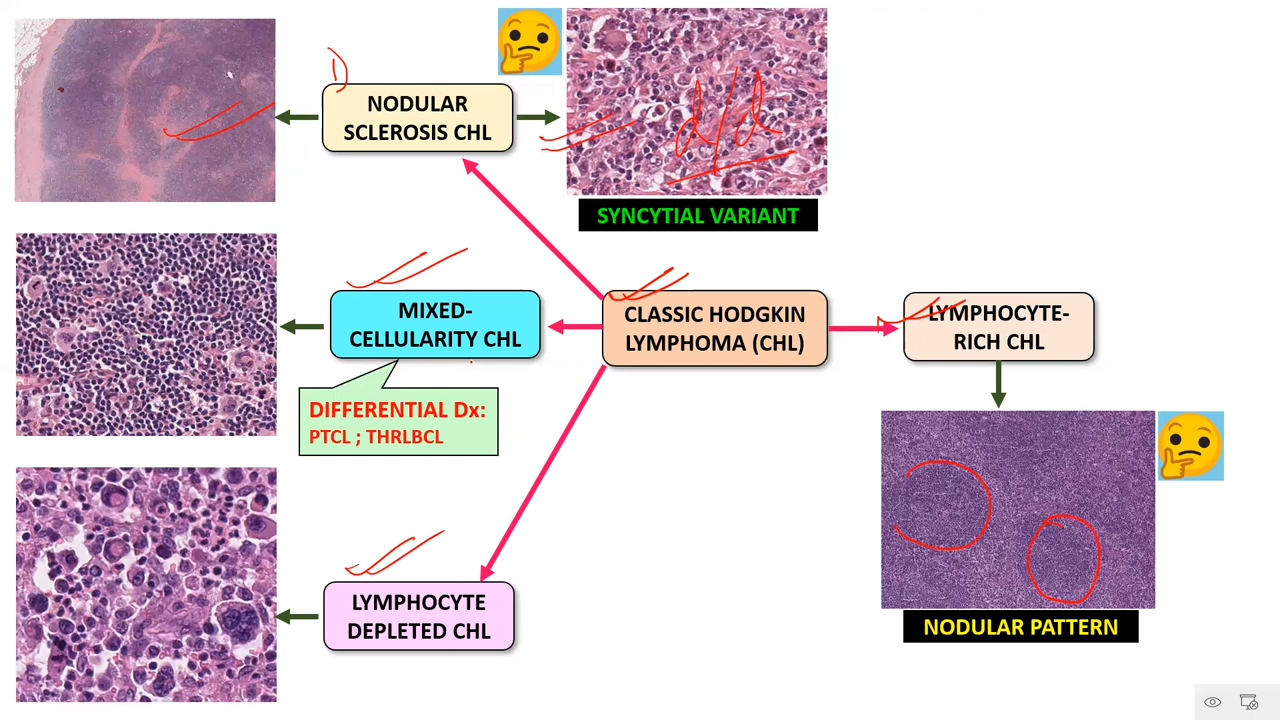 NODULAR
SCLEROSIS CHL
SYNCYTIAL VARIANT
MIXED-
CELLULARITY CHL
CLASSIC HODGKIN
LYMPHOMA (CHL)
LYMPHOCYTE-
RICH CHL
DIFFERENTIAL Dx:
PTCL ; THRLBCL
LYMPHOCYTE
DEPLETED CHL
NODULAR PATTERN